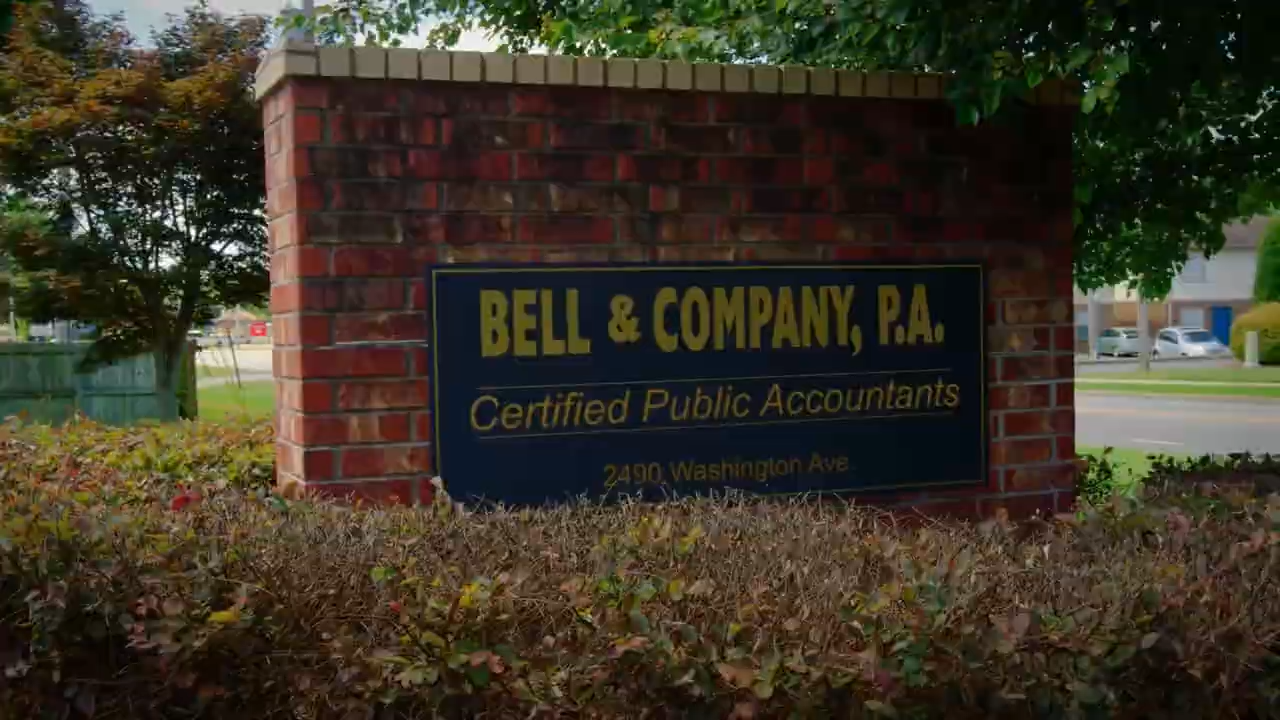 BELL & COMPANY, P.A.
Certified Public Accountants
2490 Washington Ave.